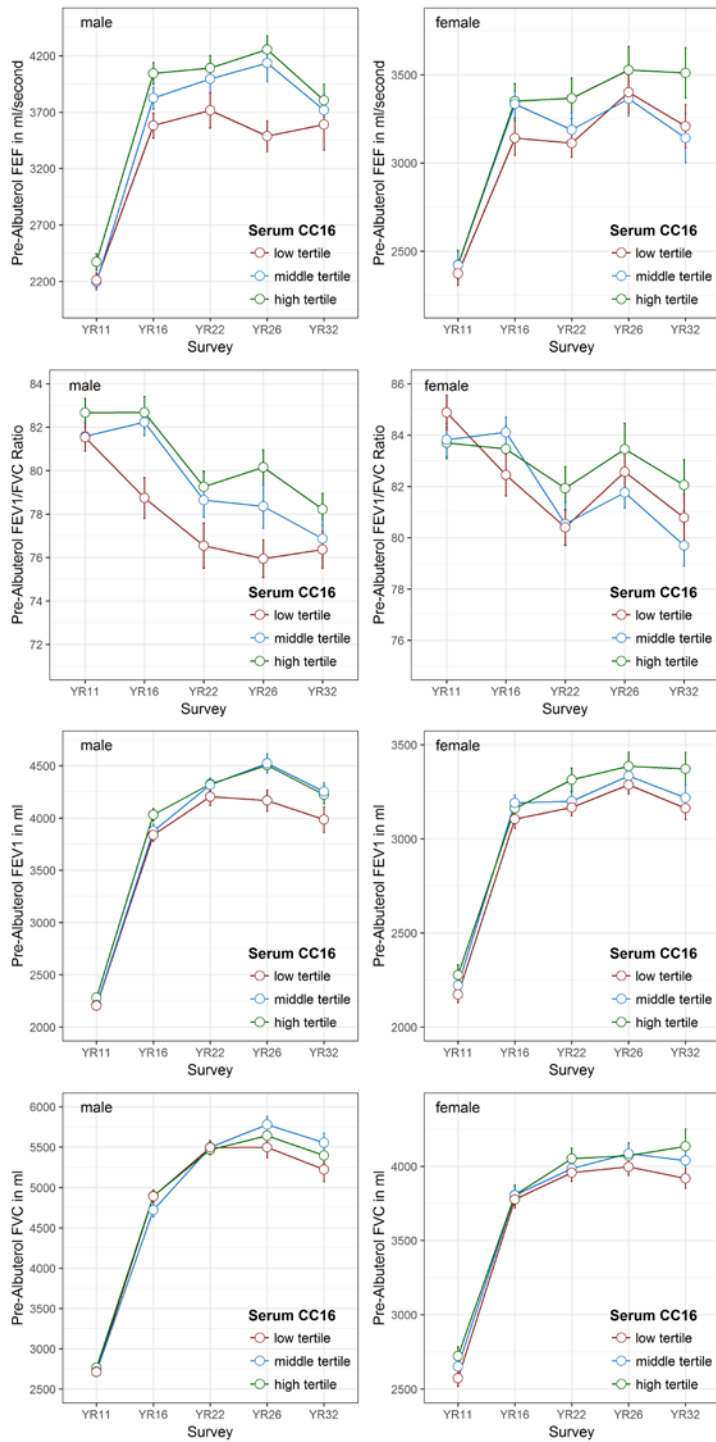 male
Pre-Albuterol FEF in ml/second
4200
3700
3200
2700
2200
Serum CC16
low tertile
middle tertile
high tertile
YR11 YR16 YR22 YR26 YR32
Survey
female
Pre-Albuterol FEF in ml/second
3500
3000
2500
Serum CC16
low tertile
middle tertile
high tertile
YR11 YR16 YR22 YR26 YR32
Survey
male
Pre-Albuterol FEV1/FVC Ratio
84
82
80
78
76
74
72
Serum CC16
low tertile
middle tertile
high tertile
YR11 YR16 YR22 YR26 YR32
Survey
female
Pre-Albuterol FEV1/FVC Ratio
86
84
82
80
78
76
Serum CC16
low tertile
middle tertile
high tertile
YR11 YR16 YR22 YR26 YR32
Survey
male
Pre-Albuterol FEV1 in ml
4500
4000
3500
3000
2500
2000
Serum CC16
low tertile
middle tertile
high tertile
YR11 YR16 YR22 YR26 YR32
Survey
female
Pre-Albuterol FEV1 in ml
3500
3000
2500
2000
Serum CC16
low tertile
middle tertile
high tertile
YR11 YR16 YR22 YR26 YR32
Survey
male
Pre-Albuterol FVC in ml
6000
5500
5000
4500
4000
3500
3000
2500
Serum CC16
low tertile
middle tertile
high tertile
YR11 YR16 YR22 YR26 YR32
Survey
female
Pre-Albuterol FVC in ml
4000
3500
3000
2500
Serum CC16
low tertile
middle tertile
high tertile
YR11 YR16 YR22 YR26 YR32
Survey